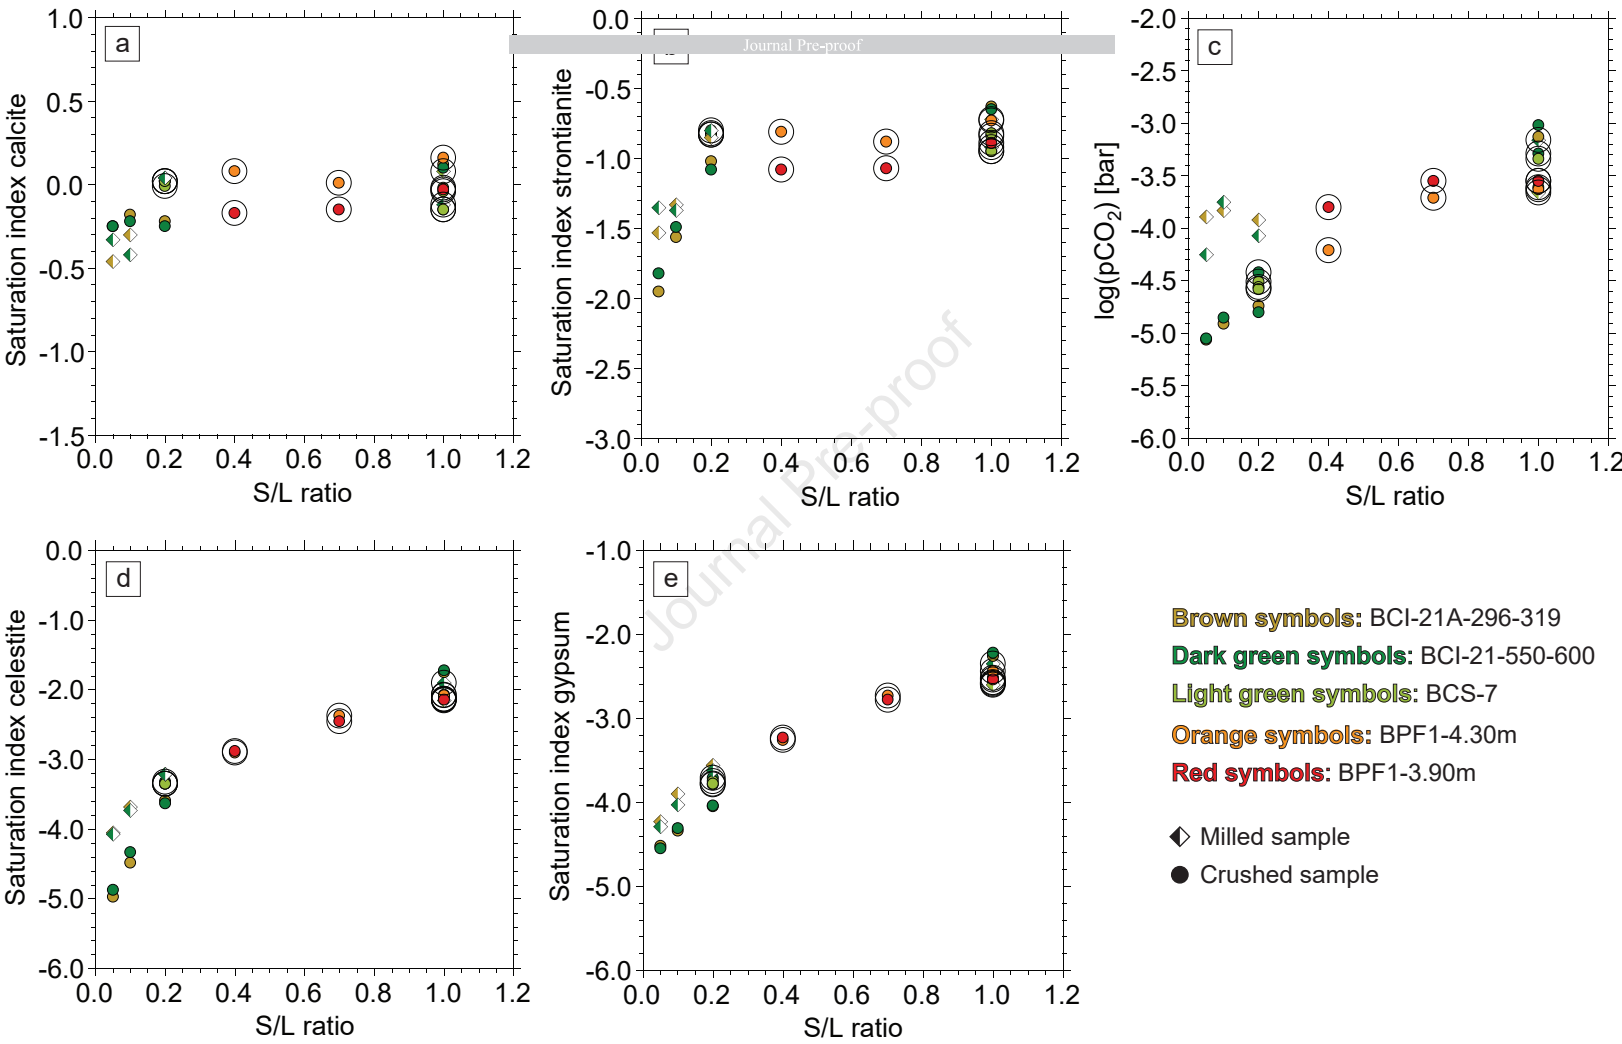 Journal Pre-proof
1.0
0.5
0.0
-0.5
-1.0
-1.5
0.0 0.2 0.4 0.6 0.8 1.0 1.2
Saturation index calcite
S/L ratio
a
0.0
-0.5
-1.0
-1.5
-2.0
-2.5
-3.0
0.0 0.2 0.4 0.6 0.8 1.0 1.2
Saturation index strontianite
S/L ratio
-2.0
-2.5
-3.0
-3.5
-4.0
-4.5
-5.0
-5.5
-6.0
0.0 0.2 0.4 0.6 0.8 1.0 1.2
log(pCO2) [bar]
S/L ratio
c
Journal Pre-proof
0.0
-1.0
-2.0
-3.0
-4.0
-5.0
-6.0
0.0 0.2 0.4 0.6 0.8 1.0 1.2
Saturation index celestite
S/L ratio
d
-1.0
-2.0
-3.0
-4.0
-5.0
-6.0
0.0 0.2 0.4 0.6 0.8 1.0 1.2
Saturation index gypsum
S/L ratio
e
Brown symbols: BCI-21A-296-319
Dark green symbols: BCI-21-550-600
Light green symbols: BCS-7
Orange symbols: BPF1-4.30m
Red symbols: BPF1-3.90m
Milled sample
Crushed sample